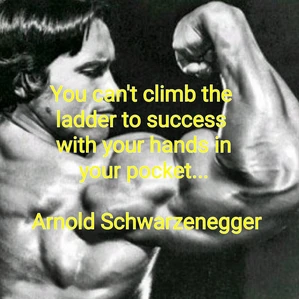 You can't climb the
ladder to success
with your hands in
your pocket...
Arnold Schwarzenegger